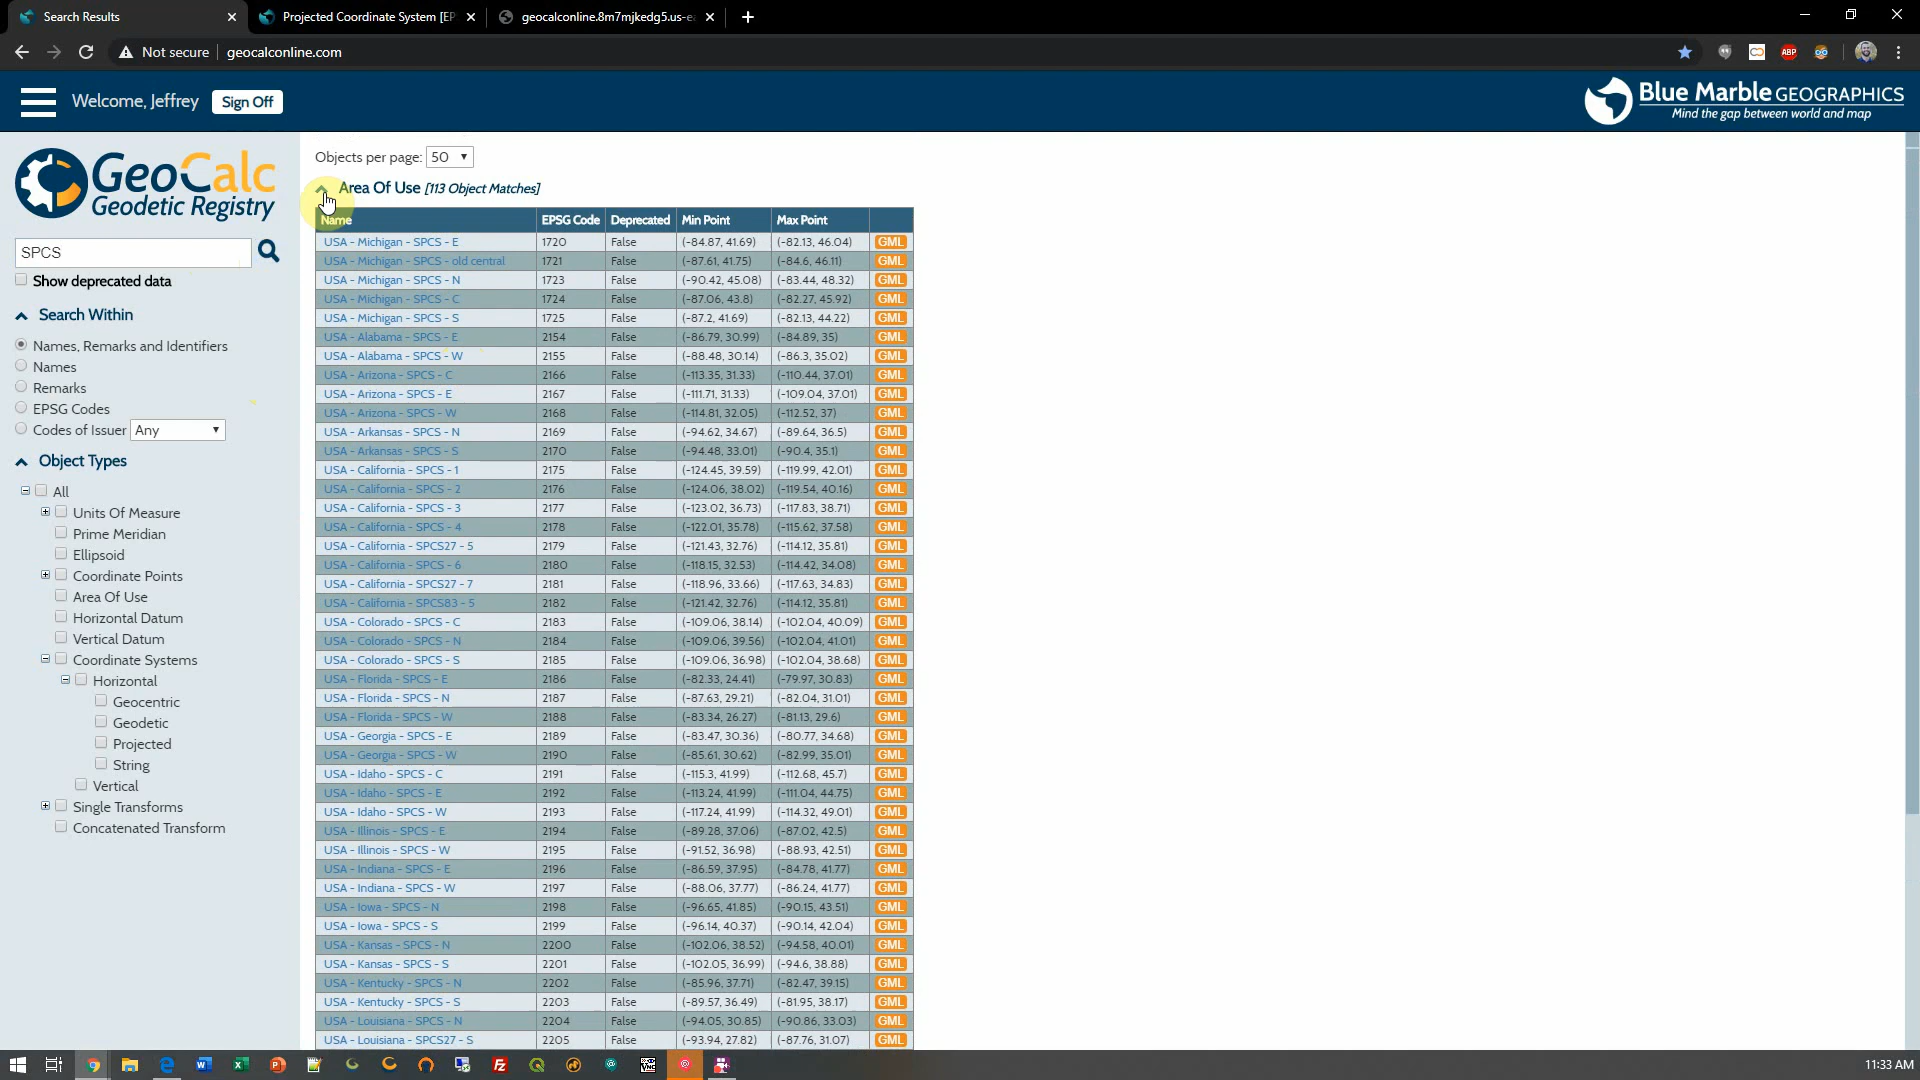 Search Results
Projected Coordinate System [EP
geocalconline.8m7mjkedg5.us-ea
Not secure
geocalconline.com
ABP
Welcome, Jeffrey
Sign Off
Blue Marble GEOGRAPHICS
Mind the gap between world and map
GeoCalc
Geodetic Registry
SPCS
Show deprecated data
Search Within
Names, Remarks and Identifiers
Names
Remarks
EPSG Codes
Codes of Issuer Any
Object Types
All
Units Of Measure
Prime Meridian
Ellipsoid
Coordinate Points
Area Of Use
Horizontal Datum
Vertical Datum
Coordinate Systems
Horizontal
Geocentric
Geodetic
Projected
String
Vertical
Single Transforms
Concatenated Transform
Objects per page: 50
Area Of Use [113 Object Matches]
Name EPSG Code Deprecated Min Point Max Point
USA - Michigan - SPCS - E 1720 False (-84.87, 41.69) (-82.13, 46.04) GML
USA - Michigan - SPCS - old central 1721 False (-87.61, 41.75) (-84.6, 46.11) GML
USA - Michigan - SPCS - N 1723 False (-90.42, 45.08) (-83.44, 48.32) GML
USA - Michigan - SPCS - C 1724 False (-87.06, 43.8) (-82.27, 45.92) GML
USA - Michigan - SPCS - S 1725 False (-87.2, 41.69) (-82.13, 44.22) GML
USA - Alabama - SPCS - E 2154 False (-86.79, 30.99) (-84.89, 35) GML
USA - Alabama - SPCS - W 2155 False (-88.48, 30.14) (-86.3, 35.02) GML
USA - Arizona - SPCS - C 2166 False (-113.35, 31.33) (-110.44, 37.01) GML
USA - Arizona - SPCS - E 2167 False (-111.71, 31.33) (-109.04, 37.01) GML
USA - Arizona - SPCS - W 2168 False (-114.81, 32.05) (-112.52, 37) GML
USA - Arkansas - SPCS - N 2169 False (-94.62, 34.67) (-89.64, 36.5) GML
USA - Arkansas - SPCS - S 2170 False (-94.48, 33.01) (-90.4, 35.1) GML
USA - California - SPCS - 1 2175 False (-124.45, 39.59) (-119.99, 42.01) GML
USA - California - SPCS - 2 2176 False (-124.06, 38.02) (-119.54, 40.16) GML
USA - California - SPCS - 3 2177 False (-123.02, 36.73) (-117.83, 38.71) GML
USA - California - SPCS - 4 2178 False (-122.01, 35.78) (-115.62, 37.58) GML
USA - California - SPCS27 - 5 2179 False (-121.43, 32.76) (-114.12, 35.81) GML
USA - California - SPCS - 6 2180 False (-118.15, 32.53) (-114.42, 34.08) GML
USA - California - SPCS27 - 7 2181 False (-118.96, 33.66) (-117.63, 34.83) GML
USA - California - SPCS83 - 5 2182 False (-121.42, 32.76) (-114.12, 35.81) GML
USA - Colorado - SPCS - C 2183 False (-109.06, 38.14) (-102.04, 40.09) GML
USA - Colorado - SPCS - N 2184 False (-109.06, 39.56) (-102.04, 41.01) GML
USA - Colorado - SPCS - S 2185 False (-109.06, 36.98) (-102.04, 38.68) GML
USA - Florida - SPCS - E 2186 False (-82.33, 24.41) (-79.97, 30.83) GML
USA - Florida - SPCS - N 2187 False (-87.63, 29.21) (-82.04, 31.01) GML
USA - Florida - SPCS - W 2188 False (-83.34, 26.27) (-81.13, 29.6) GML
USA - Georgia - SPCS - E 2189 False (-83.47, 30.36) (-80.77, 34.68) GML
USA - Georgia - SPCS - W 2190 False (-85.61, 30.62) (-82.99, 35.01) GML
USA - Idaho - SPCS - C 2191 False (-115.3, 41.99) (-112.68, 45.7) GML
USA - Idaho - SPCS - E 2192 False (-113.24, 41.99) (-111.04, 44.75) GML
USA - Idaho - SPCS - W 2193 False (-117.24, 41.99) (-114.32, 49.01) GML
USA - Illinois - SPCS - E 2194 False (-89.28, 37.06) (-87.02, 42.5) GML
USA - Illinois - SPCS - W 2195 False (-91.52, 36.98) (-88.93, 42.51) GML
USA - Indiana - SPCS - E 2196 False (-86.59, 37.95) (-84.78, 41.77) GML
USA - Indiana - SPCS - W 2197 False (-88.06, 37.77) (-86.24, 41.77) GML
USA - Iowa - SPCS - N 2198 False (-96.65, 41.85) (-90.15, 43.51) GML
USA - Iowa - SPCS - S 2199 False (-96.14, 40.37) (-90.14, 42.04) GML
USA - Kansas - SPCS - N 2200 False (-102.06, 38.52) (-94.58, 40.01) GML
USA - Kansas - SPCS - S 2201 False (-102.05, 36.99) (-94.6, 38.88) GML
USA - Kentucky - SPCS - N 2202 False (-85.96, 37.71) (-82.47, 39.15) GML
USA - Kentucky - SPCS - S 2203 False (-89.57, 36.49) (-81.95, 38.17) GML
USA - Louisiana - SPCS - N 2204 False (-94.05, 30.85) (-90.86, 33.03) GML
USA - Louisiana - SPCS27 - S 2205 False (-93.94, 27.82) (-87.76, 31.07) GML
11:33 AM